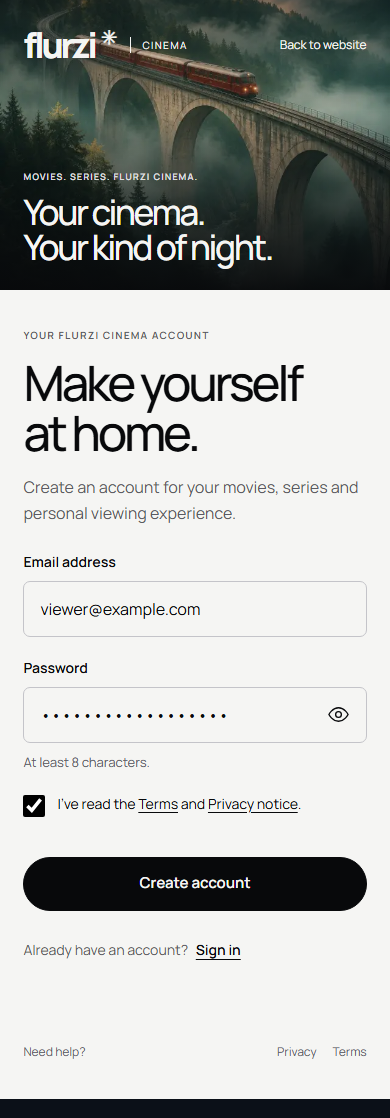 flurzi* | CINEMA
Back to website
MOVIES. SERIES. FLURZI CINEMA.
Your cinema.
Your kind of night.
YOUR FLURZI CINEMA ACCOUNT
Make yourself
at home.
Create an account for your movies, series and
personal viewing experience.
Email address
viewer@example.com
Password
••••••••••••••••••
At least 8 characters.
I've read the Terms and Privacy notice.
Create account
Already have an account? Sign in
Need help?
Privacy Terms